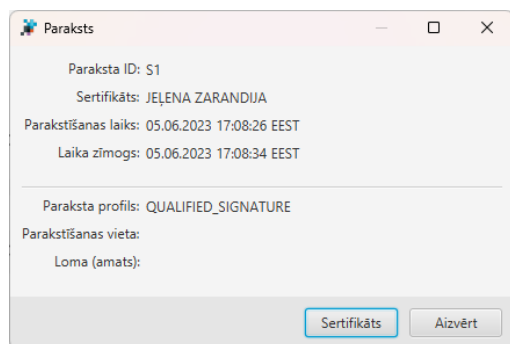 Paraksts
Paraksta ID: S1
Sertifikāts: JEĻENA ZARANDIJA
Parakstīšanas laiks: 05.06.2023 17:08:26 EEST
Laika zīmogs: 05.06.2023 17:08:34 EEST
Paraksta profils: QUALIFIED_SIGNATURE
Parakstīšanas vieta:
Loma (amats):
Sertifikāts Aizvērt